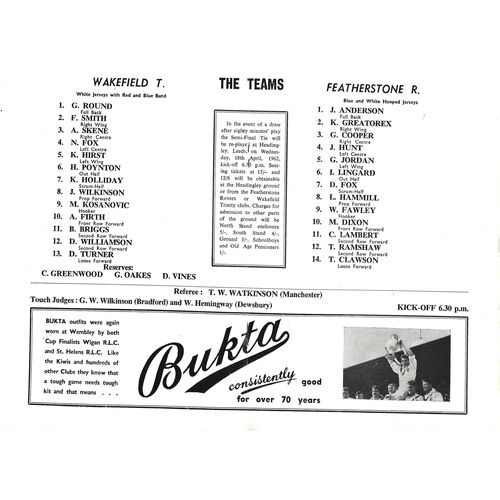 WAKEFIELD T.
White Jerseys with Red and Blue Band
1. G. ROUND
Full Back
2. F. SMITH
Right Wing
3. A. SKENE
Right Centre
4. N. FOX
Left Centre
5. K. HIRST
Left Wing
6. H. POYNTON
Out Half
7. K. HOLLIDAY
Scrum-Half
8. J. WILKINSON
Prop Forward
9. M. KOSANOVIC
Hooker
10. A. FIRTH
Front Row Forward
11. B. BRIGGS
Second Row Forward
12. D. WILLIAMSON
Second Row Forward
13. D. TURNER
Loose Forward
Reserves:
C. GREENWOOD G. OAKES D. VINES
THE TEAMS
In the event of a draw
after eighty minutes' play
the Semi-Final Tie will
be re-played at Headingley,
Leeds, on Wednesday,
18th April, 1962,
kick-off 6.30 p.m. Seating
tickets at 15/- and
12/6 will be obtainable
at the Headingley ground
or from the Featherstone
Rovers or Wakefield
Trinity clubs. Charges for
admission to other parts
of the ground will be
North Stand enclosure
5/-, South Stand 4/-,
Ground 3/-, Schoolboys
and Old Age Pensioners
1/-.
FEATHERSTONE R.
Blue and White Hooped Jerseys
1. J. ANDERSON
Full Back
2. K. GREATOREX
Right Wing
3. G. COOPER
Right Centre
4. J. HUNT
Left Centre
5. G. JORDAN
Left Wing
6. I. LINGARD
Out Half
7. D. FOX
Scrum-Half
8. L. HAMMILL
Prop Forward
9. W. FAWLEY
Hooker
10. M. DIXON
Front Row Forward
11. C. LAMBERT
Second Row Forward
12. T. RAMSHAW
Second Row Forward
14. T. CLAWSON
Loose Forward
Referee : T. W. WATKINSON (Manchester)
Touch Judges : G. W. Wilkinson (Bradford) and W. Hemingway (Dewsbury)
KICK-OFF 6.30 p.m.
BUKTA outfits were again
worn at Wembley by both
Cup Finalists Wigan R.L.C.
and St. Helens R.L.C. Like
the Kiwis and hundreds of
other Clubs they know that
a tough game needs tough
kit and that means . . . .
Bukta
consistently good
for over 70 years